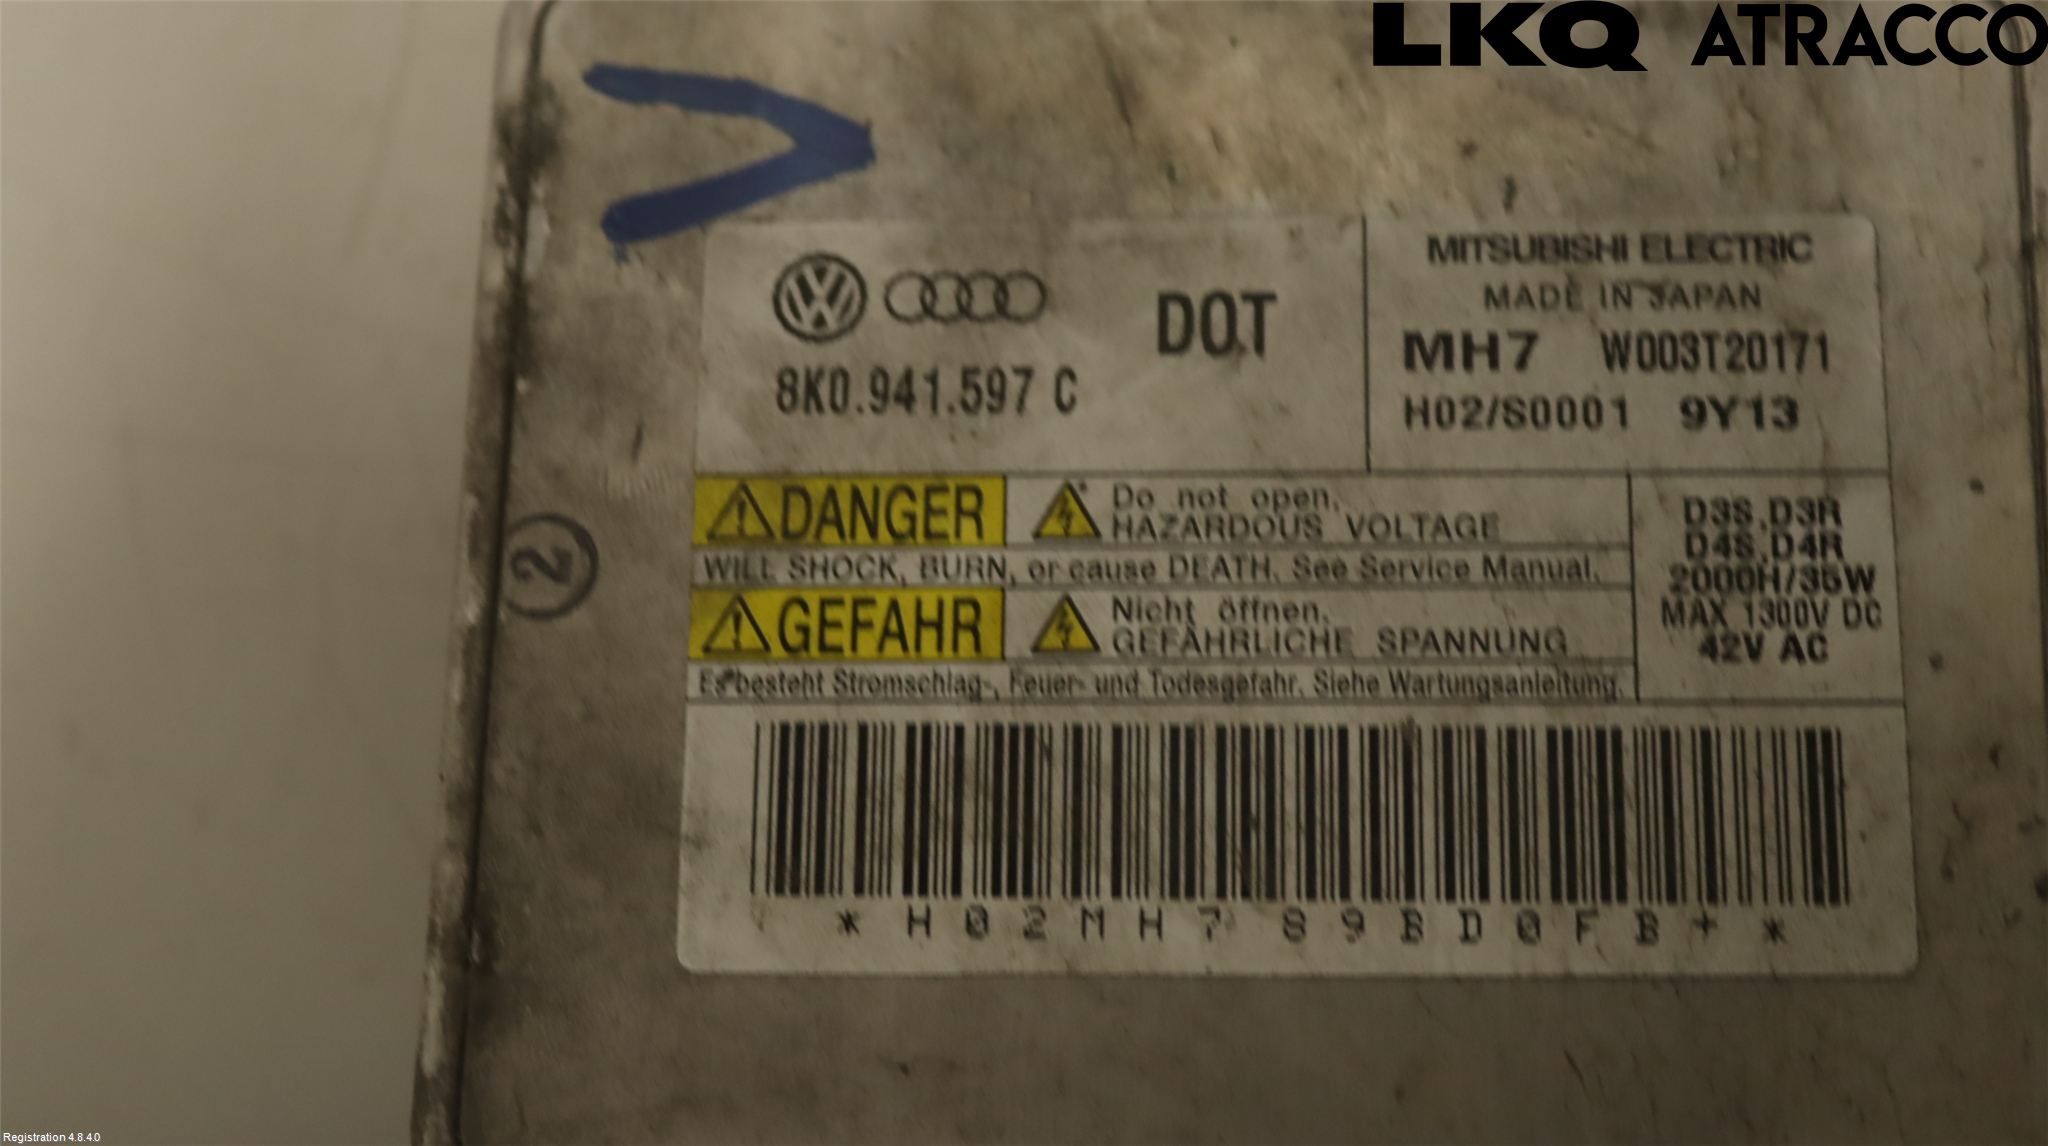 LKQ ATRACCO
DOT
8K0.941.597 C
MITSUBISHI ELECTRIC
MADE IN JAPAN
MH7 W003T20171
H02/S0001 9Y13
DANGER
Do not open.
HAZARDOUS VOLTAGE
WILL SHOCK, BURN, or cause DEATH. See Service Manual.
GEFAHR
Nicht öffnen.
GEFÄHRLICHE SPANNUNG
Es besteht Stromschlag-, Feuer- und Todesgefahr. Siehe Wartungsanleitung.
D3S.D3R
D4S.D4R
2000H/35W
MAX 1300V DC
42V AC
*H02MH789BD0FB+*
2
Registration 4.8.4.0